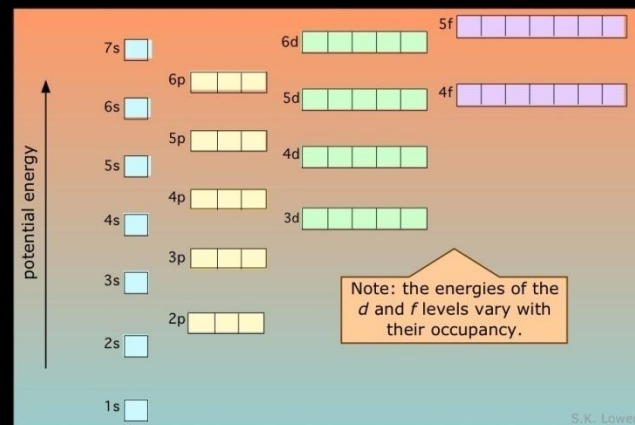 5f
7s
6d
6p
4f
6s
5d
5p
5s
4d
4p
4s
3d
3p
3s
2p
2s
1s
potential energy
Note: the energies of the
d and f levels vary with
their occupancy.
S.K. Lower